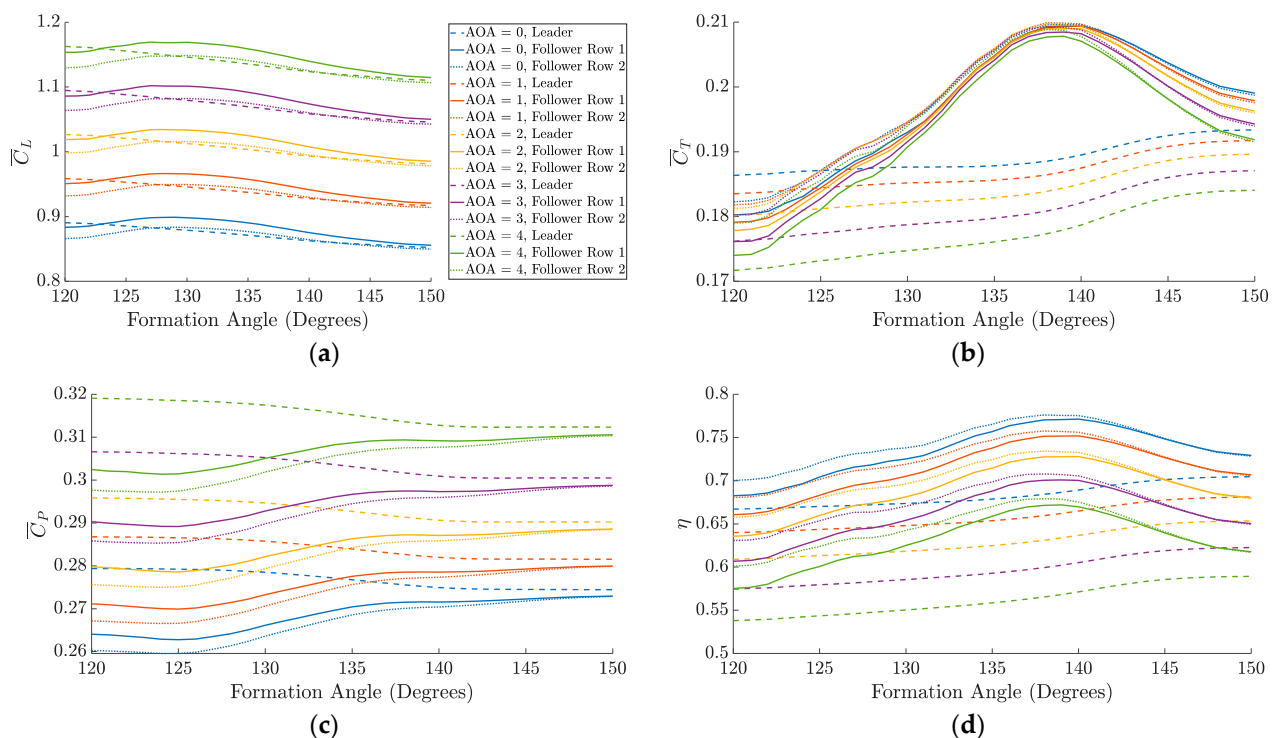 1.2
1.1
1
0.9
0.8
C_L
120
125
130
135
140
145
150
Formation Angle (Degrees)
(a)
AOA = 0, Leader
AOA = 0, Follower Row 1
AOA = 0, Follower Row 2
AOA = 1, Leader
AOA = 1, Follower Row 1
AOA = 1, Follower Row 2
AOA = 2, Leader
AOA = 2, Follower Row 1
AOA = 2, Follower Row 2
AOA = 3, Leader
AOA = 3, Follower Row 1
AOA = 3, Follower Row 2
AOA = 4, Leader
AOA = 4, Follower Row 1
AOA = 4, Follower Row 2
0.21
0.2
0.19
0.18
0.17
C_T
120
125
130
135
140
145
150
Formation Angle (Degrees)
(b)
0.32
0.31
0.3
0.29
0.28
0.27
0.26
C_P
120
125
130
135
140
145
150
Formation Angle (Degrees)
(c)
0.8
0.75
0.7
0.65
0.6
0.55
0.5
η
120
125
130
135
140
145
150
Formation Angle (Degrees)
(d)